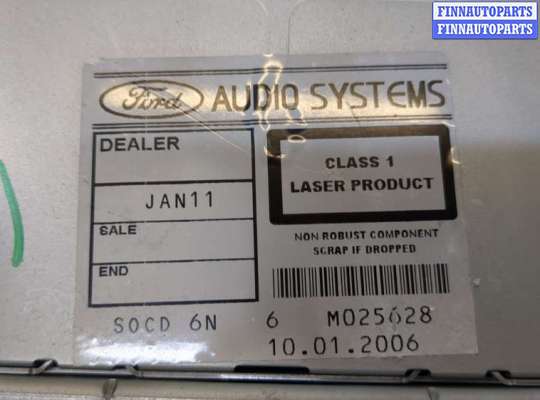 FINNAUTOPARTS
FINNAUTOPARTS
Ford AUDIO SYSTEMS
DEALER
JAN11
SALE
END
CLASS 1
LASER PRODUCT
NON ROBUST COMPONENT
SCRAP IF DROPPED
SOCD 6N 6 M025628
10.01.2006